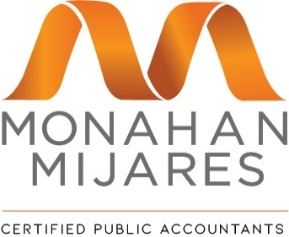 MONAHAN
MIJARES
CERTIFIED PUBLIC ACCOUNTANTS